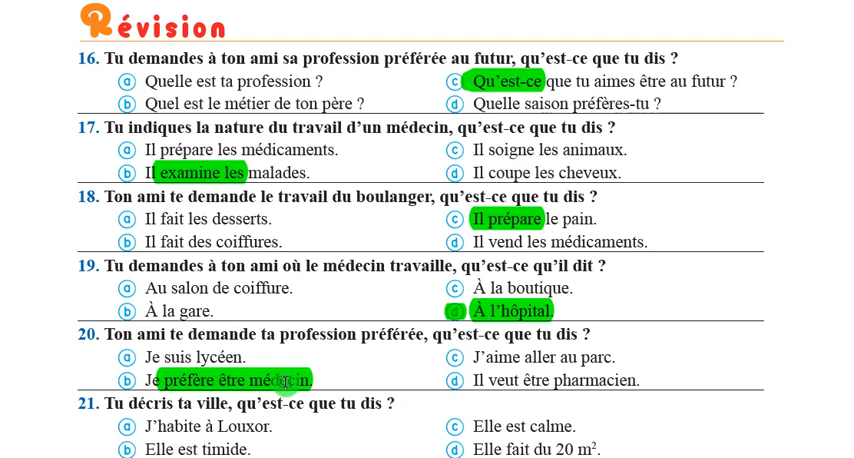 Révision
16. Tu demandes à ton ami sa profession préférée au futur, qu'est-ce que tu dis ?
a Quelle est ta profession ? c Qu'est-ce que tu aimes être au futur ?
b Quel est le métier de ton père ? d Quelle saison préfères-tu ?
17. Tu indiques la nature du travail d'un médecin, qu'est-ce que tu dis ?
a Il prépare les médicaments. c Il soigne les animaux.
b Il examine les malades. d Il coupe les cheveux.
18. Ton ami te demande le travail du boulanger, qu'est-ce que tu dis ?
a Il fait les desserts. c Il prépare le pain.
b Il fait des coiffures. d Il vend les médicaments.
19. Tu demandes à ton ami où le médecin travaille, qu'est-ce qu'il dit ?
a Au salon de coiffure. c À la boutique.
b À la gare. d À l'hôpital.
20. Ton ami te demande ta profession préférée, qu'est-ce que tu dis ?
a Je suis lycéen. c J'aime aller au parc.
b Je préfère être médecin. d Il veut être pharmacien.
21. Tu décris ta ville, qu'est-ce que tu dis ?
a J'habite à Louxor. c Elle est calme.
b Elle est timide. d Elle fait du 20 m².